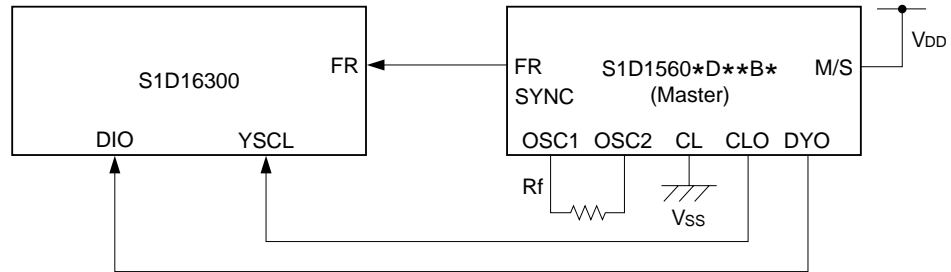 S1D16300
FR
DIO
YSCL
FR
SYNC
S1D1560*D**B*
(Master)
M/S
OSC1
OSC2
CL
CLO
DYO
VDD
Rf
VSS